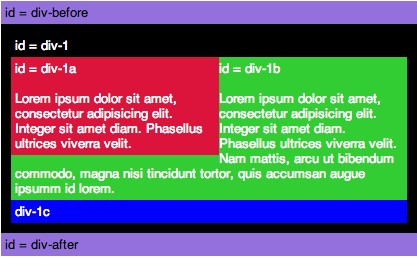 id = div-before
id = div-1
id = div-1a
Lorem ipsum dolor sit amet,
consectetur adipisicing elit.
Integer sit amet diam. Phasellus
ultrices viverra velit.
id = div-1b
Lorem ipsum dolor sit amet,
consectetur adipisicing elit.
Integer sit amet diam.
Phasellus ultrices viverra velit.
Nam mattis, arcu ut bibendum
commodo, magna nisi tincidunt tortor, quis accumsan augue
ipsumm id lorem.
div-1c
id = div-after